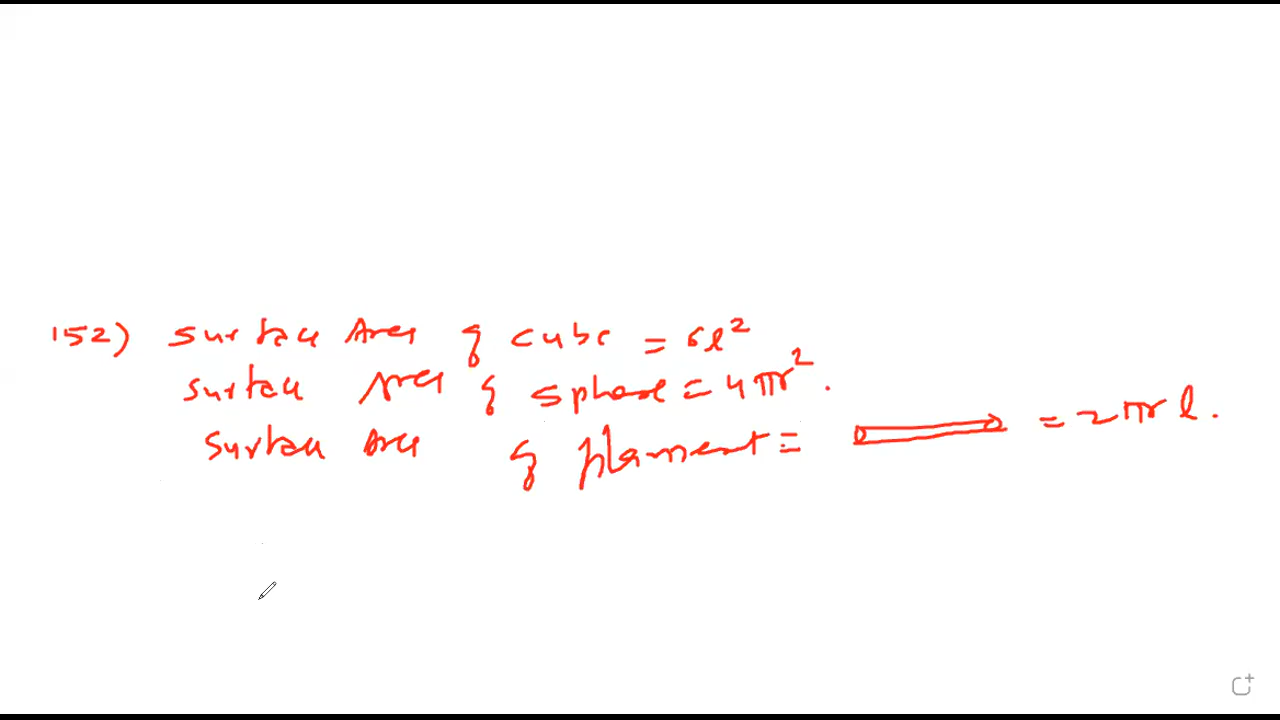 152) Surface Area of cube = 6l²
Surface Area of sphere = 4πr².
Surface Area of filament = = 2πrl.